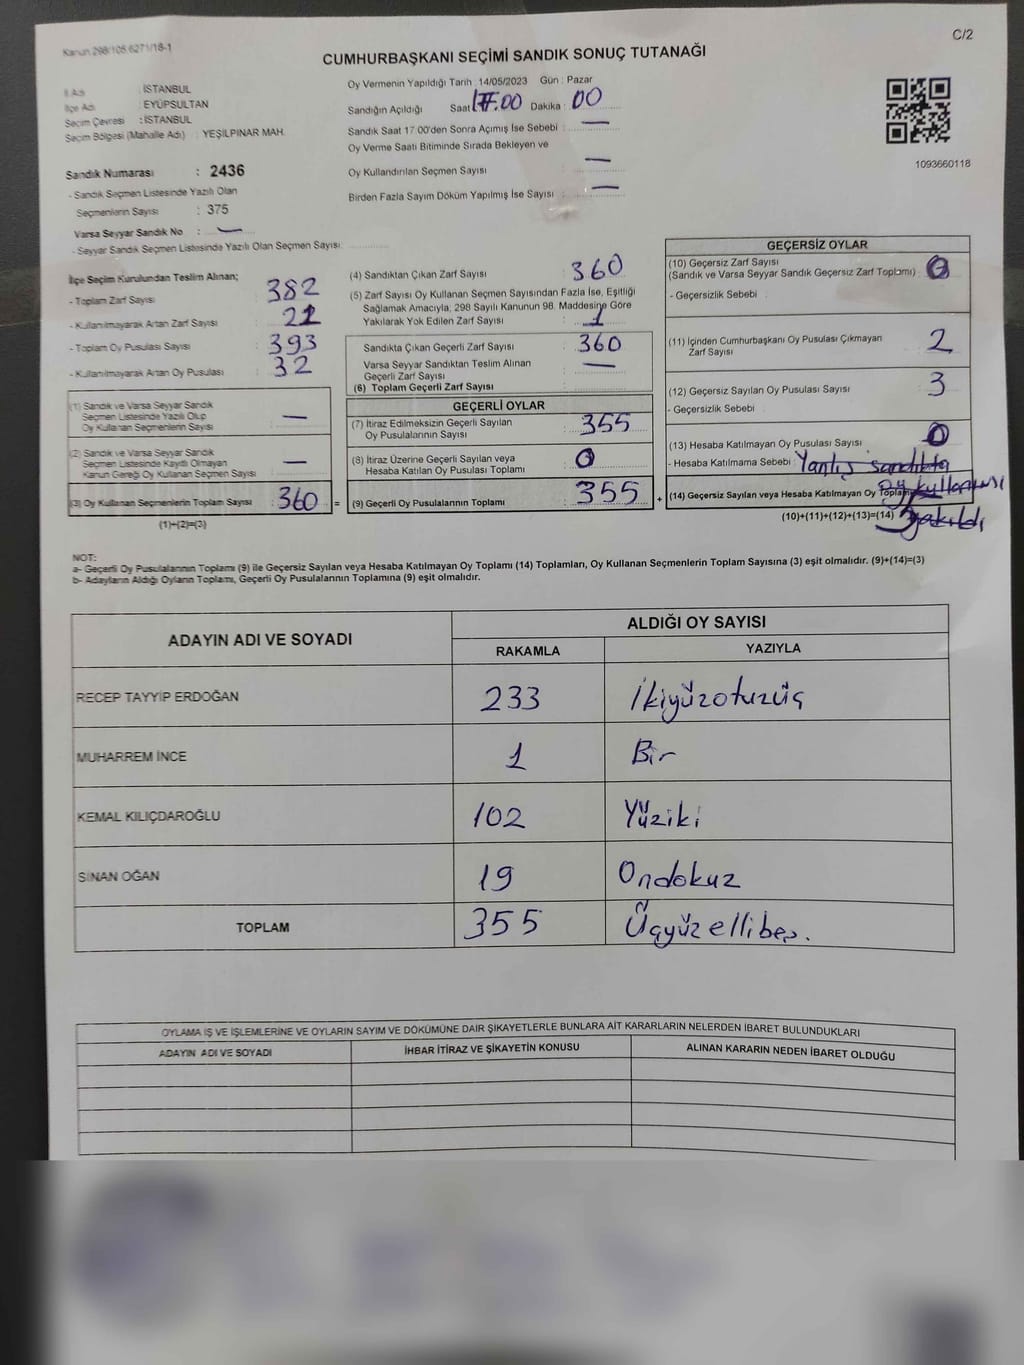 Kanun 298/105 6271/18-1
C/2
CUMHURBAŞKANI SEÇİMİ SANDIK SONUÇ TUTANAĞI
İl Adı : İSTANBUL
İlçe Adı : EYÜPSULTAN
Seçim Çevresi : İSTANBUL
Seçim Bölgesi (Mahalle Adı) : YEŞİLPINAR MAH.
Sandık Numarası : 2436
- Sandık Seçmen Listesinde Yazılı Olan
Seçmenlerin Sayısı : 375
Varsa Seyyar Sandık No : —
- Seyyar Sandık Seçmen Listesinde Yazılı Olan Seçmen Sayısı:
Oy Vermenin Yapıldığı Tarih : 14/05/2023 Gün : Pazar
Sandığın Açıldığı Saat 17.00 Dakika : 00
Sandık Saat 17.00'den Sonra Açımış İse Sebebi : —
Oy Verme Saati Bitiminde Sırada Bekleyen ve
Oy Kullandırılan Seçmen Sayısı : —
Birden Fazla Sayım Döküm Yapılmış İse Sayısı : —
1093660118
İlçe Seçim Kurulundan Teslim Alınan;
- Toplam Zarf Sayısı : 382
- Kullanılmayarak Artan Zarf Sayısı : 21
- Toplam Oy Pusulası Sayısı : 393
- Kullanılmayarak Artan Oy Pusulası : 32
(1) Sandık ve Varsa Seyyar Sandık
Seçmen Listesinde Yazılı Olup
Oy Kullanan Seçmenlerin Sayısı : —
(2) Sandık ve Varsa Seyyar Sandık
Seçmen Listesinde Kayıtlı Olmayan
Kanun Gereği Oy Kullanan Seçmen Sayısı : —
(3) Oy Kullanan Seçmenlerin Toplam Sayısı : 360 =
(1)+(2)=(3)
(4) Sandıktan Çıkan Zarf Sayısı : 360
(5) Zarf Sayısı Oy Kullanan Seçmen Sayısından Fazla İse, Eşitliği
Sağlamak Amacıyla, 298 Sayılı Kanunun 98. Maddesine Göre
Yakılarak Yok Edilen Zarf Sayısı : 1
Sandıkta Çıkan Geçerli Zarf Sayısı : 360
Varsa Seyyar Sandıktan Teslim Alınan
Geçerli Zarf Sayısı : —
(6) Toplam Geçerli Zarf Sayısı
GEÇERLİ OYLAR
(7) İtiraz Edilmeksizin Geçerli Sayılan
Oy Pusulalarının Sayısı : 355
(8) İtiraz Üzerine Geçerli Sayılan veya
Hesaba Katılan Oy Pusulası Toplamı : 0
(9) Geçerli Oy Pusulalarının Toplamı : 355 +
GEÇERSİZ OYLAR
(10) Geçersiz Zarf Sayısı
(Sandık ve Varsa Seyyar Sandık Geçersiz Zarf Toplamı) : 0
- Geçersizlik Sebebi :
(11) İçinden Cumhurbaşkanı Oy Pusulası Çıkmayan
Zarf Sayısı 2
(12) Geçersiz Sayılan Oy Pusulası Sayısı : 3
- Geçersizlik Sebebi :
(13) Hesaba Katılmayan Oy Pusulası Sayısı : 0
- Hesaba Katılmama Sebebi : Yanlış sandıkta
oy kullanması
(14) Geçersiz Sayılan veya Hesaba Katılmayan Oy Toplamı
(10)+(11)+(12)+(13)=(14) yakıldı
NOT:
a- Geçerli Oy Pusulalarının Toplamı (9) ile Geçersiz Sayılan veya Hesaba Katılmayan Oy Toplamı (14) Toplamları, Oy Kullanan Seçmenlerin Toplam Sayısına (3) eşit olmalıdır. (9)+(14)=(3)
b- Adayların Aldığı Oyların Toplamı, Geçerli Oy Pusulalarının Toplamına (9) eşit olmalıdır.
ADAYIN ADI VE SOYADI ALDIĞI OY SAYISI
RAKAMLA YAZIYLA
RECEP TAYYİP ERDOĞAN 233 İkiyüzotuzüç
MUHARREM İNCE 1 Bir
KEMAL KILIÇDAROĞLU 102 Yüziki
SİNAN OĞAN 19 Ondokuz
TOPLAM 355 Üçyüzellibeş.
OYLAMA İŞ VE İŞLEMLERİNE VE OYLARIN SAYIM VE DÖKÜMÜNE DAİR ŞİKAYETLERLE BUNLARA AİT KARARLARIN NELERDEN İBARET BULUNDUKLARI
ADAYIN ADI VE SOYADI İHBAR İTİRAZ VE ŞİKAYETİN KONUSU ALINAN KARARIN NEDEN İBARET OLDUĞU